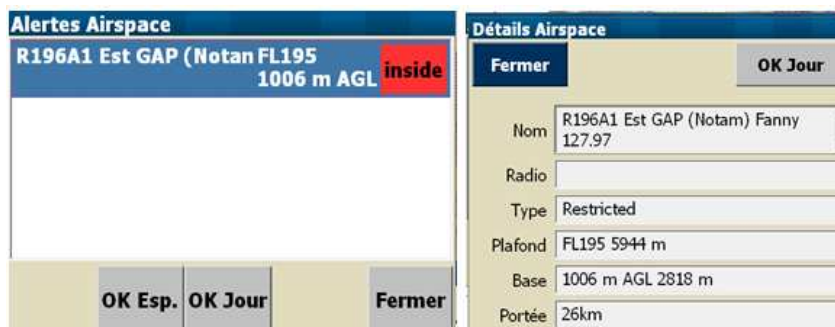 Alertes Airspace
R196A1 Est GAP (Notan FL195
1006 m AGL
inside
OK Esp.
OK Jour
Fermer
Détails Airspace
Fermer
OK Jour
Nom
R196A1 Est GAP (Notam) Fanny
127.97
Radio
Type
Restricted
Plafond
FL195 5944 m
Base
1006 m AGL 2818 m
Portée
26km